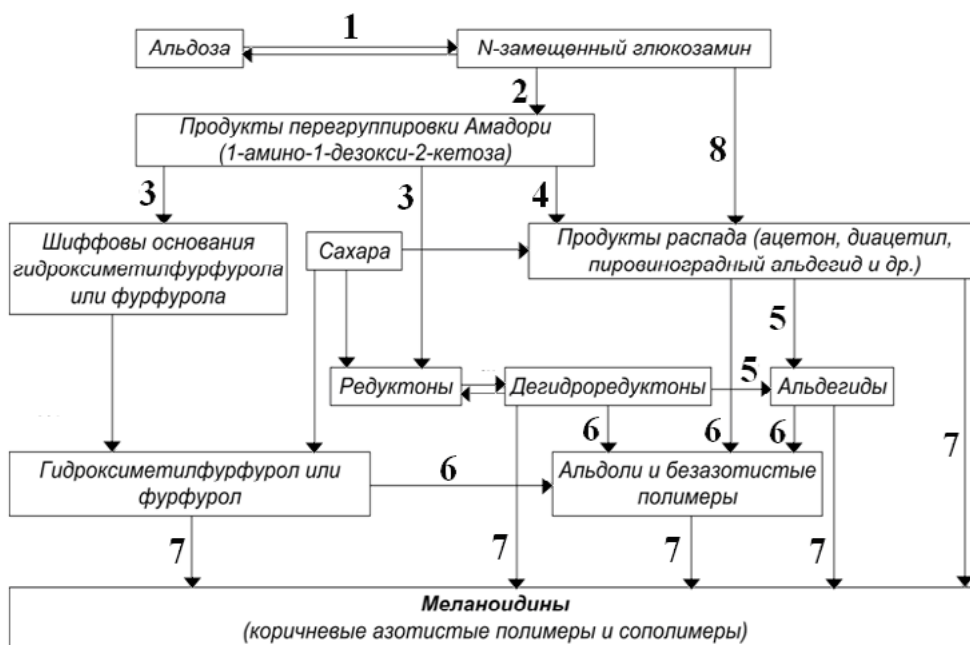 1
Альдоза
N-замещенный глюкозамин
2
Продукты перегруппировки Амадори
(1-амино-1-дезокси-2-кетоза)
8
3
3
4
Шиффовы основания
гидроксиметилфурфурола
или фурфурола
Сахара
Продукты распада (ацетон, диацетил,
пировиноградный альдегид и др.)
5
Редуктоны
Дегидроредуктоны
5
Альдегиды
6
6
6
7
Гидроксиметилфурфурол или
фурфурол
6
Альдоли и безазотистые
полимеры
7
7
7
7
Меланоидины
(коричневые азотистые полимеры и сополимеры)